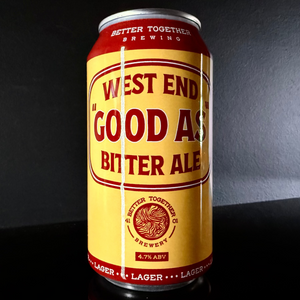 BETTER TOGETHER
BREWING
WEST END
"GOOD AS"
BITTER ALE
BETTER TOGETHER
BREWERY
4.7% ABV
LAGER • LAGER ••• LAGER